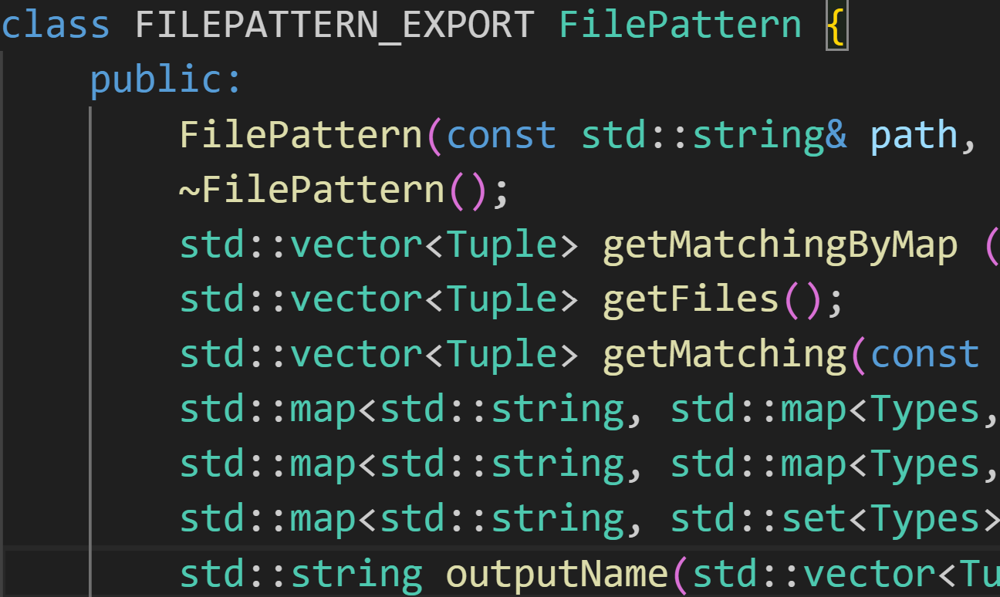 class FILEPATTERN_EXPORT FilePattern {
public:
FilePattern(const std::string& path,
~FilePattern();
std::vector<Tuple> getMatchingByMap (
std::vector<Tuple> getFiles();
std::vector<Tuple> getMatching(const
std::map<std::string, std::map<Types,
std::map<std::string, std::map<Types,
std::map<std::string, std::set<Types>
std::string outputName(std::vector<Tu